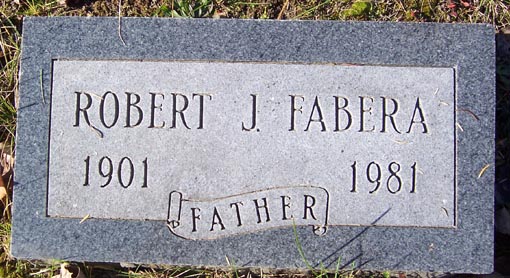 ROBERT J. FABERA
1901 1981
FATHER